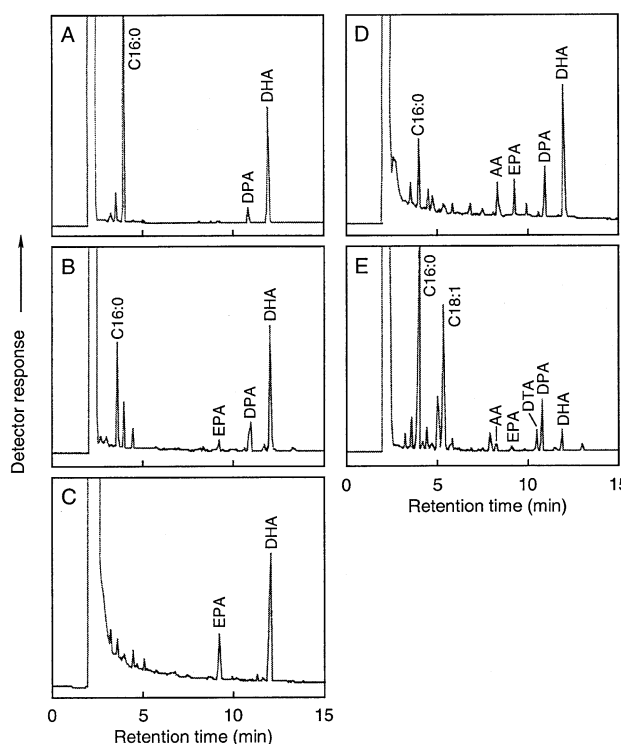 A
C16:0
DPA
DHA
B
C16:0
EPA
DPA
DHA
C
EPA
DHA
0
5
10
15
Retention time (min)
D
C16:0
AA
EPA
DPA
DHA
E
C16:0
C18:1
AA
EPA
DTA
DPA
DHA
0
5
10
Retention time (min)
Detector response